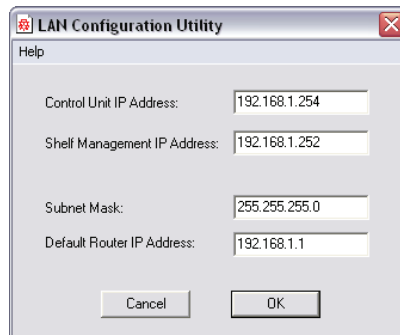 LAN Configuration Utility
Help
Control Unit IP Address: 192.168.1.254
Shelf Management IP Address: 192.168.1.252
Subnet Mask: 255.255.255.0
Default Router IP Address: 192.168.1.1
Cancel OK